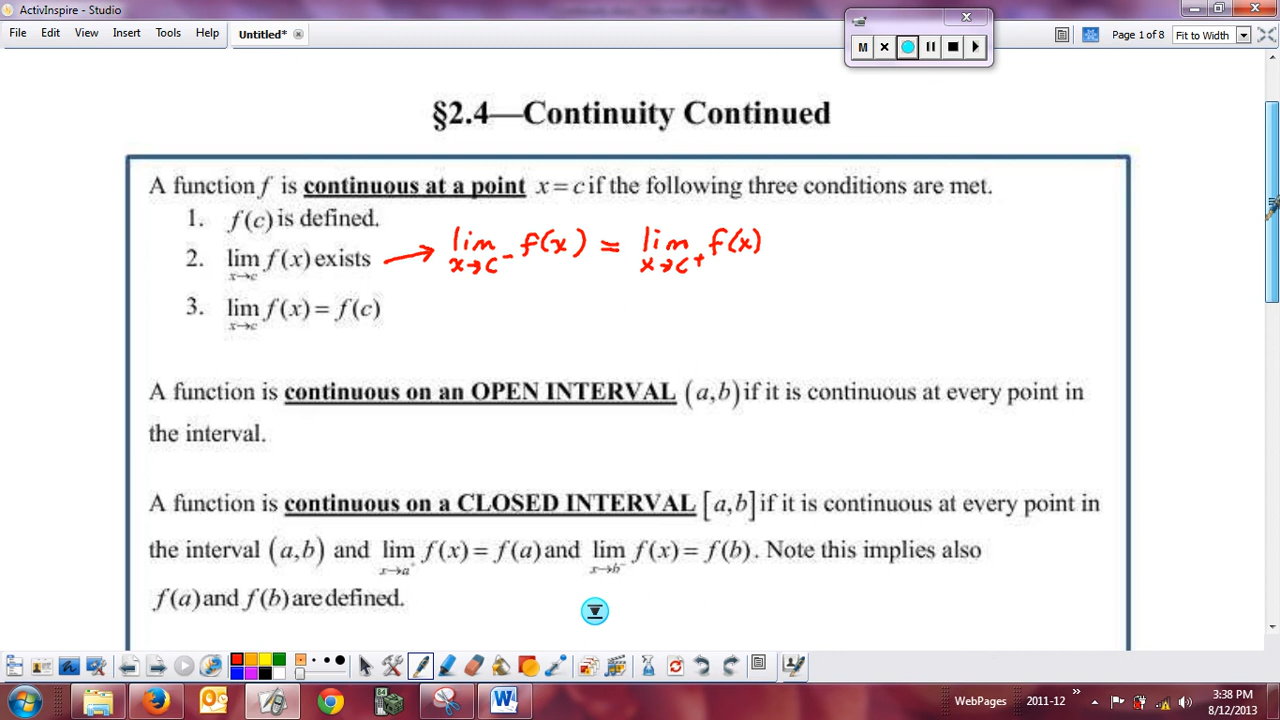 ActivInspire - Studio
File Edit View Insert Tools Help Untitled* Page 1 of 8 Fit to Width
M
§2.4—Continuity Continued
A function f is continuous at a point x = c if the following three conditions are met.
1. f(c) is defined.
2. lim x→c f(x) exists → lim x→c⁻ f(x) = lim x→c⁺ f(x)
3. lim x→c f(x) = f(c)
A function is continuous on an OPEN INTERVAL (a,b) if it is continuous at every point in
the interval.
A function is continuous on a CLOSED INTERVAL [a,b] if it is continuous at every point in
the interval (a,b) and lim x→a⁺ f(x) = f(a) and lim x→b⁻ f(x) = f(b). Note this implies also
f(a) and f(b) are defined.
WebPages 2011-12 » 3:38 PM
8/12/2013